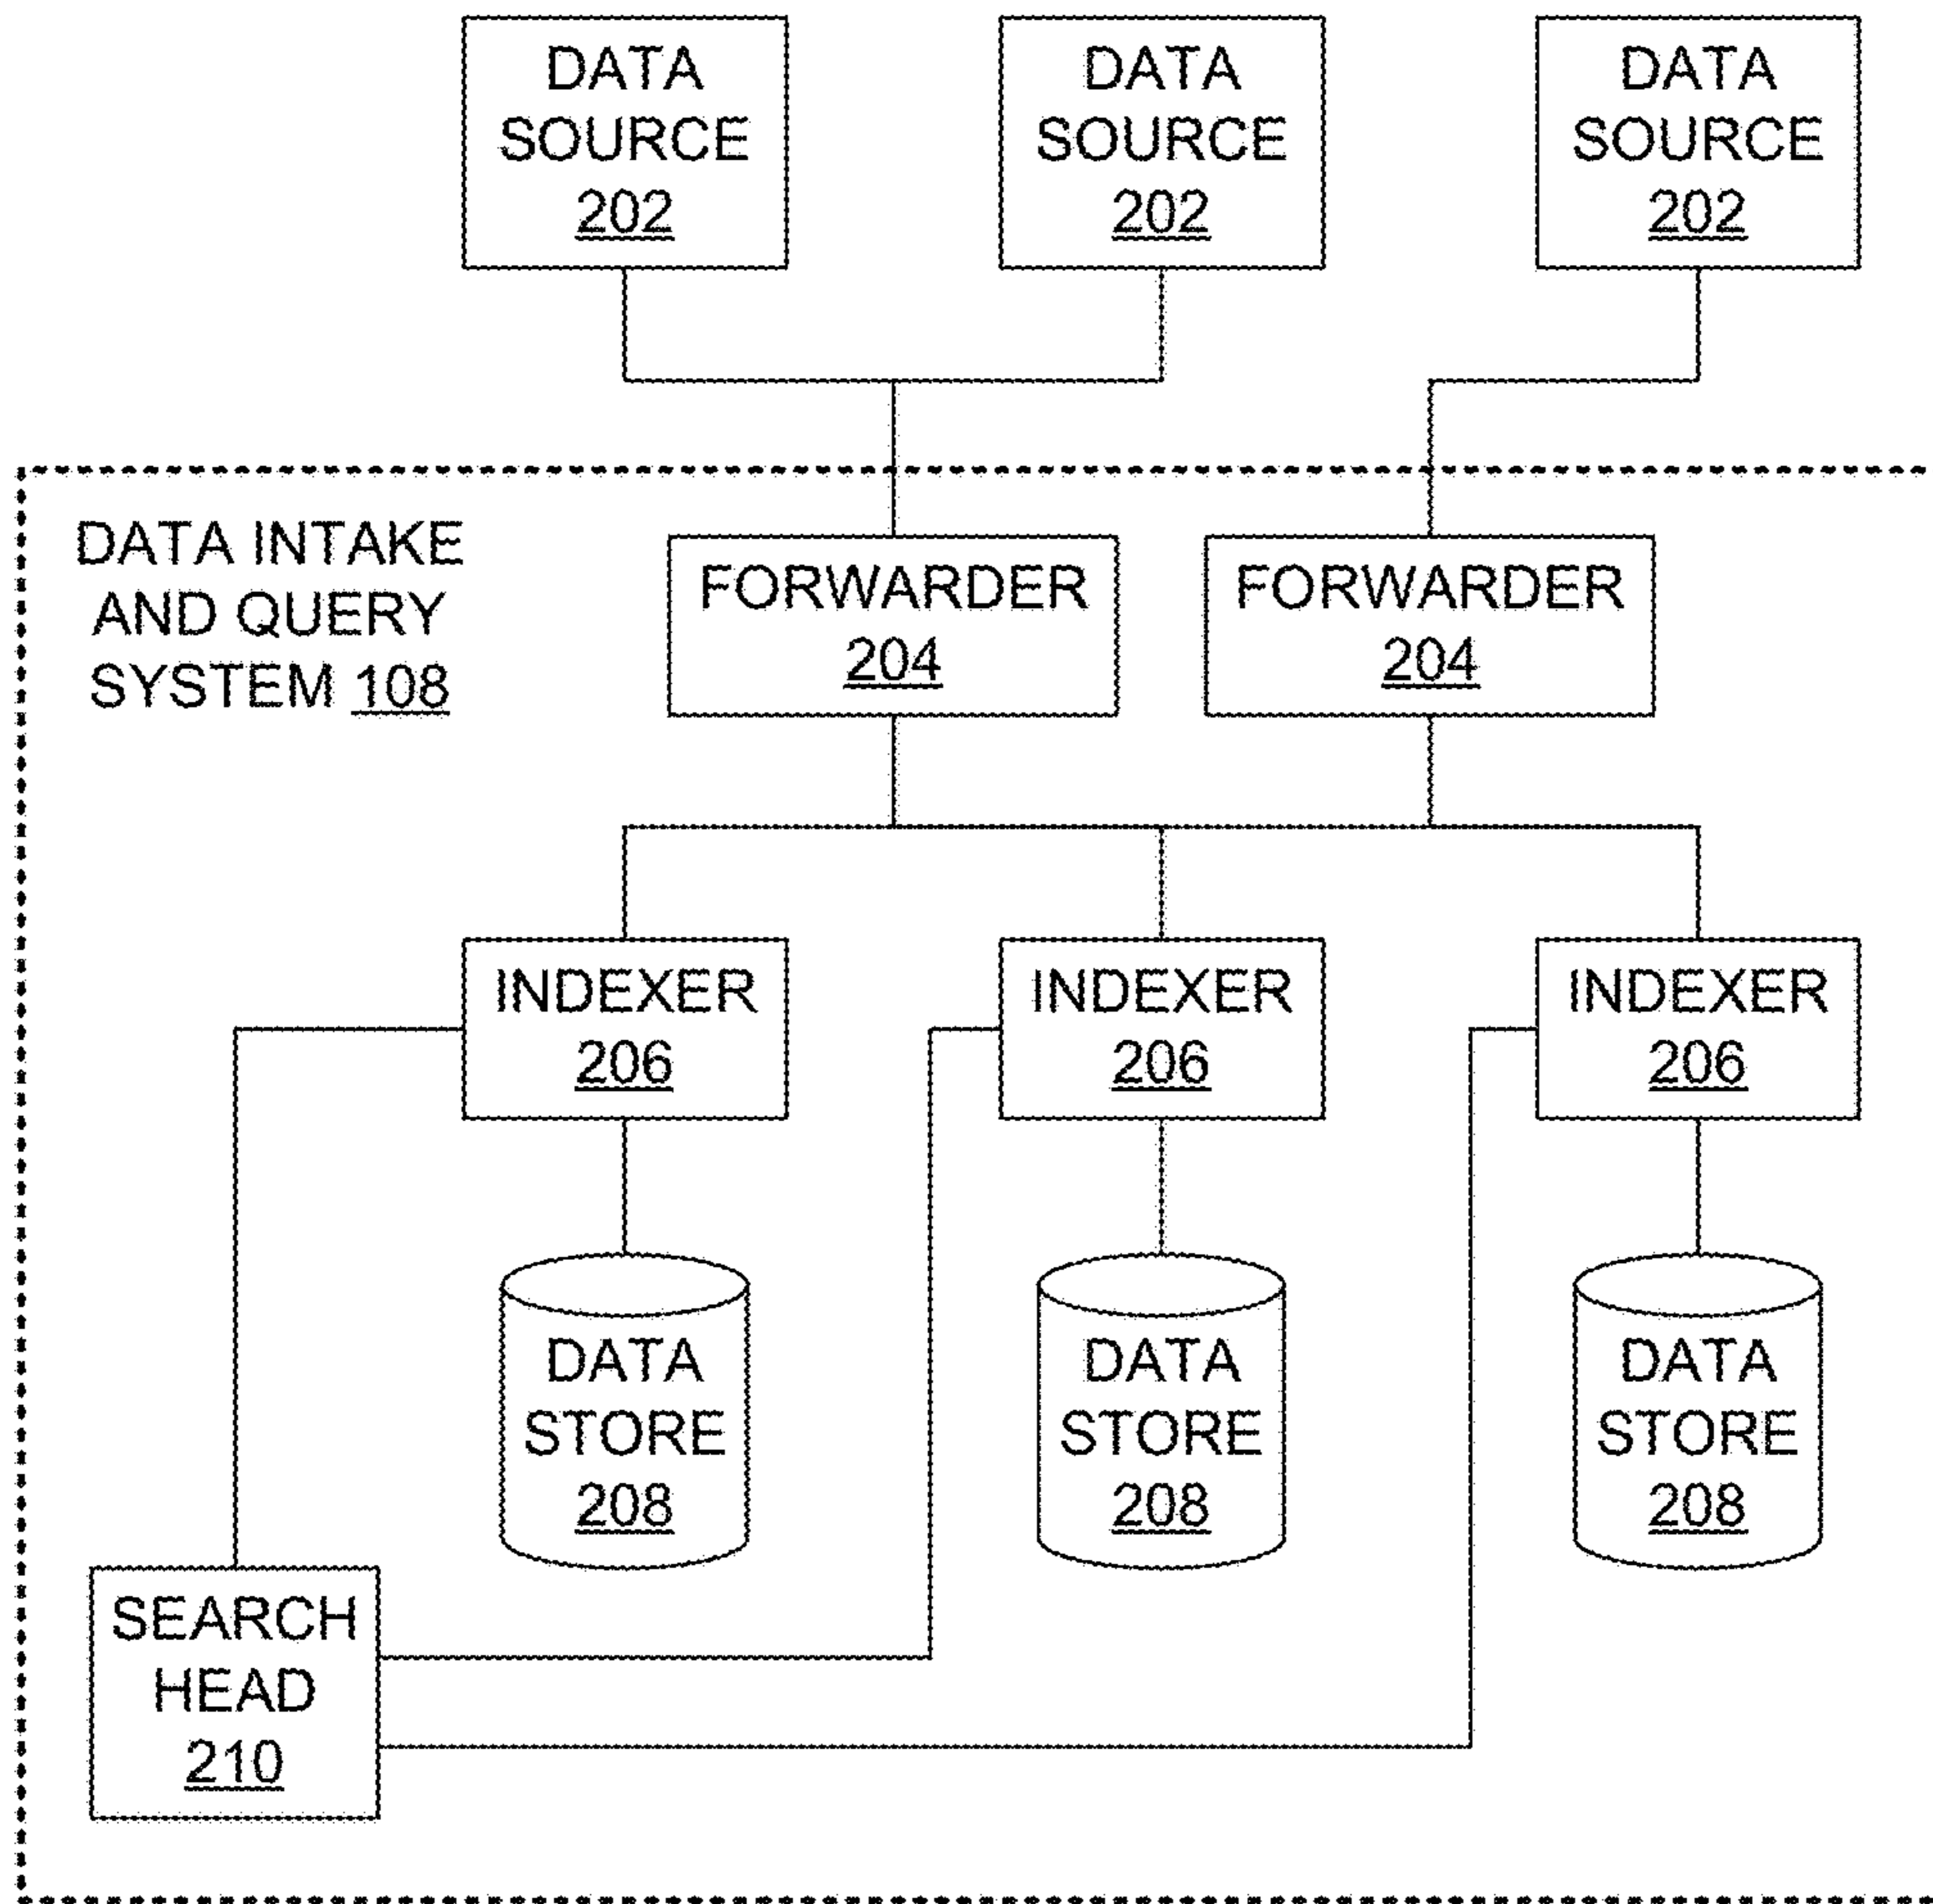 DATA
SOURCE
202
DATA
SOURCE
202
DATA
SOURCE
202
DATA INTAKE
AND QUERY
SYSTEM 108
FORWARDER
204
FORWARDER
204
INDEXER
206
INDEXER
206
INDEXER
206
DATA
STORE
208
DATA
STORE
208
DATA
STORE
208
SEARCH
HEAD
210